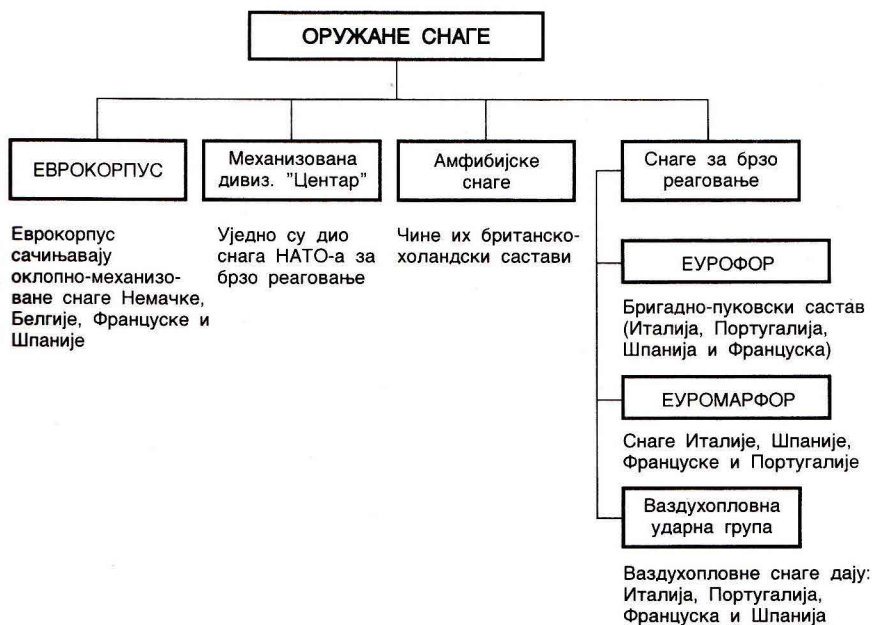 ОРУЖАНЕ СНАГЕ
ЕВРОКОРПУС
Еврокорпус
сачињавају
оклопно-механизо-
ване снаге Немачке,
Белгије, Француске и
Шпаније
Механизована
дивиз. "Центар"
Уједно су дио
снага НАТО-а за
брзо реаговање
Амфибијске
снаге
Чине их британско-
холандски састави
Снаге за брзо
реаговање
ЕУРОФОР
Бригадно-пуковски састав
(Италија, Португалија,
Шпанија и Француска)
ЕУРОМАРФОР
Снаге Италије, Шпаније,
Француске и Португалије
Ваздухопловна
ударна група
Ваздухопловне снаге дају:
Италија, Португалија,
Француска и Шпанија